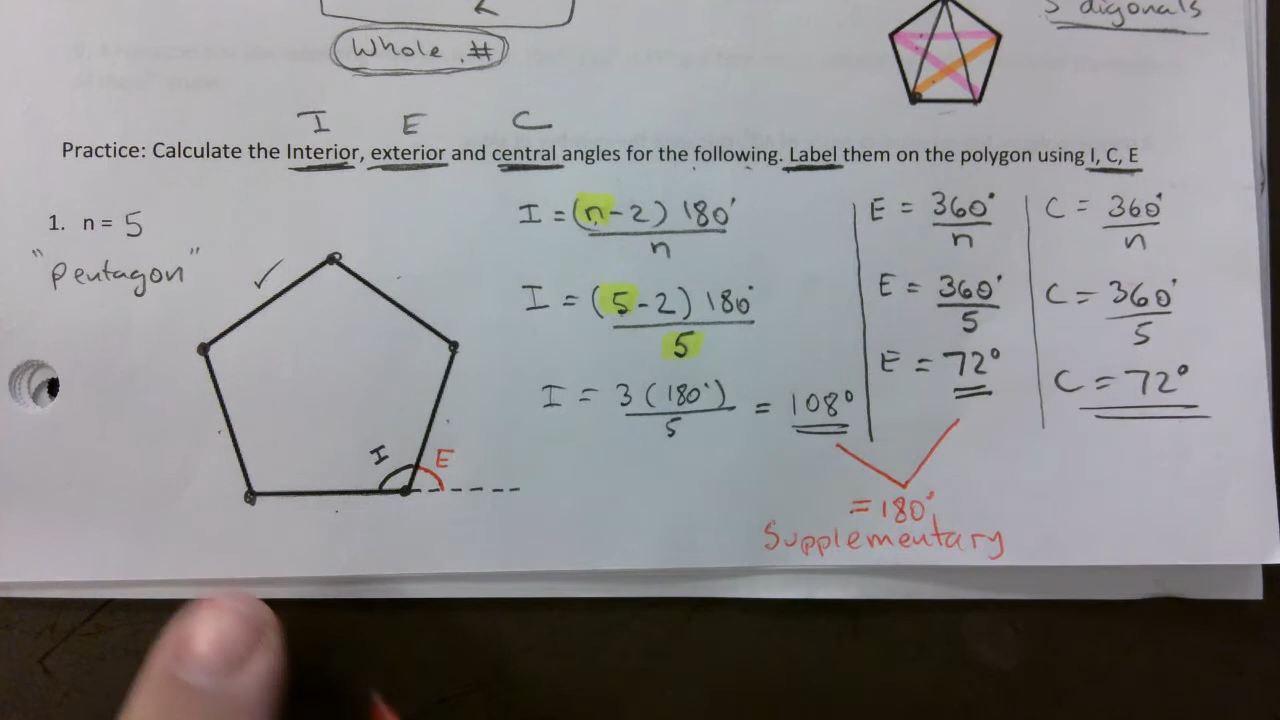 5 digonals
Whole #
I E C
Practice: Calculate the Interior, exterior and central angles for the following. Label them on the polygon using I, C, E
1. n = 5
"Pentagon"
I = (n-2) 180°
n
I = (5-2) 180°
5
I = 3 (180°) = 108°
5
E = 360°
n
E = 360°
5
E = 72°
C = 360°
n
C = 360°
5
C = 72°
I E
= 180°
Supplementary